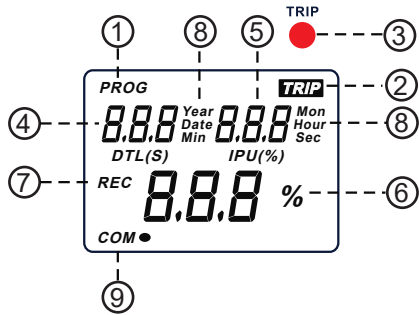 TRIP
① ⑧ ⑤ ③
PROG TRIP ②
④ 8.8.8 Year 8.8.8 Mon
Date Hour ⑧
Min Sec
DTL(S) IPU(%)
⑦ REC 8.8.8 % ⑥
COM
⑨